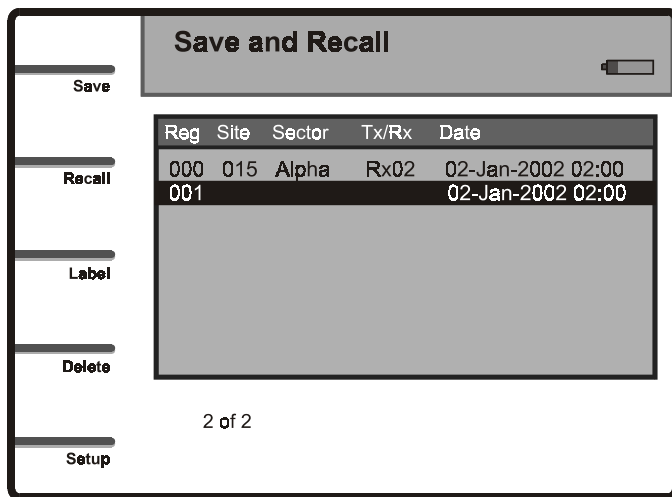 Save and Recall
Save
Recall
Label
Delete
Setup
Reg Site Sector Tx/Rx Date
000 015 Alpha Rx02 02-Jan-2002 02:00
001 02-Jan-2002 02:00
2 of 2